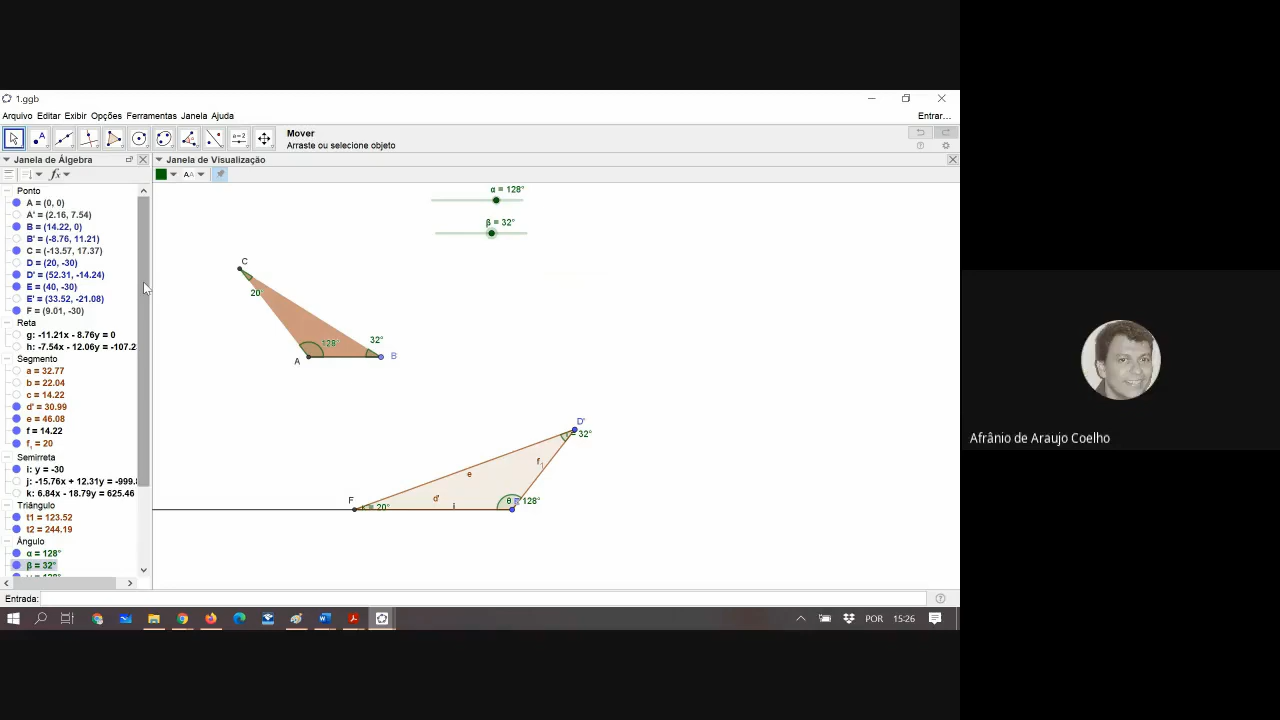 1.ggb
Arquivo Editar Exibir Opções Ferramentas Janela Ajuda
Entrar...
Mover
Arraste ou selecione objeto
Janela de Álgebra
Janela de Visualização
Ponto
A = (0, 0)
A' = (2.16, 7.54)
B = (14.22, 0)
B' = (-8.76, 11.21)
C = (-13.57, 17.37)
D = (20, -30)
D' = (52.31, -14.24)
E = (40, -30)
E' = (33.52, -21.08)
F = (9.01, -30)
Reta
g: -11.21x - 8.76y = 0
h: -7.54x - 12.06y = -107.2
Segmento
a = 32.77
b = 22.04
c = 14.22
d' = 30.99
e = 46.08
f = 14.22
f₁ = 20
Semirreta
i: y = -30
j: -15.76x + 12.31y = -999.
k: 6.84x - 18.79y = 625.46
Triângulo
t1 = 123.52
t2 = 244.19
Ângulo
α = 128°
β = 32°
α = 128°
β = 32°
C
20
128°
32°
A
B
D'
= 32°
e
f₁
F
= 20°
d'
i
θ
128°
Entrada:
POR
15:26
Afrânio de Araujo Coelho